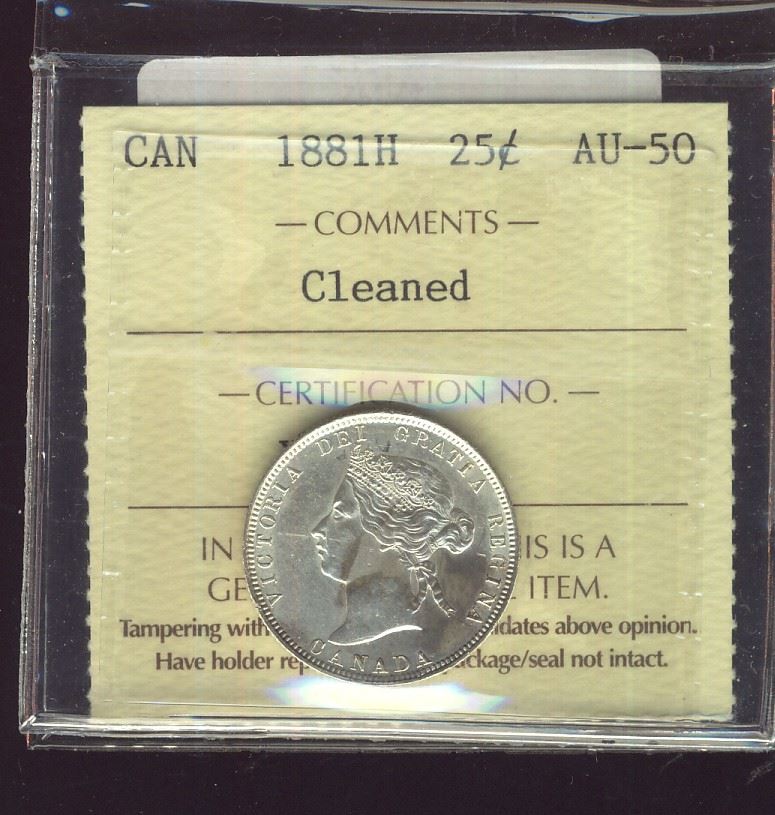 CAN 1881H 25¢ AU-50
— COMMENTS —
Cleaned
— CERTIFICATION NO. —
VICTORIA DEI GRATIA REGINA
CANADA
IN IS IS A
GE ITEM.
Tampering with idates above opinion.
Have holder rep ckage/seal not intact.